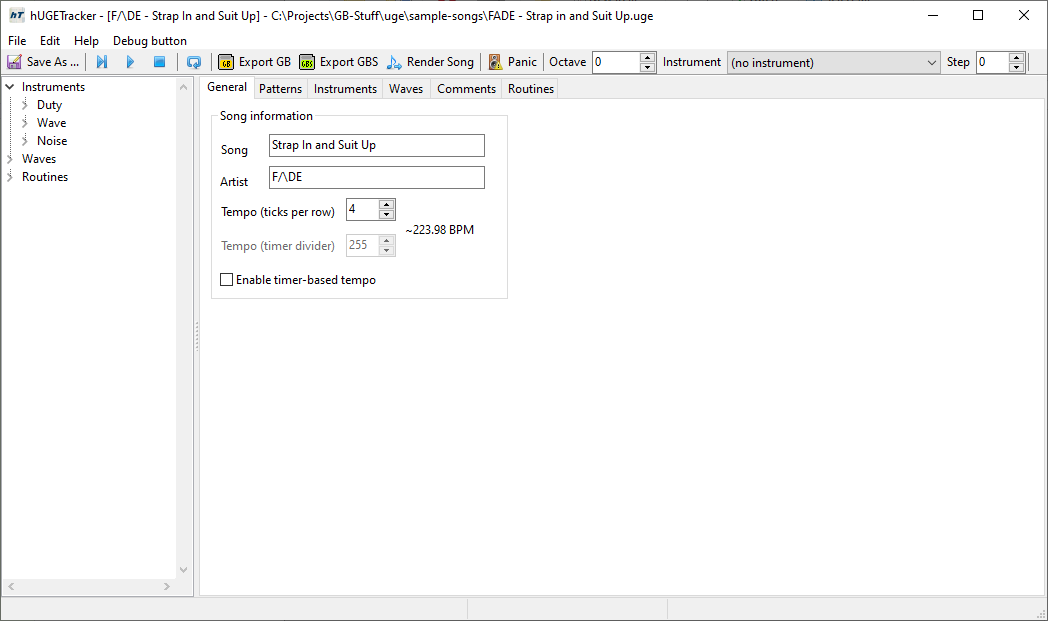 hT hUGETracker - [F/\DE - Strap In and Suit Up] - C:\Projects\GB-Stuff\uge\sample-songs\FADE - Strap in and Suit Up.uge
File Edit Help Debug button
Save As ... GB Export GB GBS Export GBS Render Song Panic Octave 0 Instrument (no instrument) Step 0
Instruments
Duty
Wave
Noise
Waves
Routines
General Patterns Instruments Waves Comments Routines
Song information
Song Strap In and Suit Up
Artist F/\DE
Tempo (ticks per row) 4
~223.98 BPM
Tempo (timer divider) 255
Enable timer-based tempo